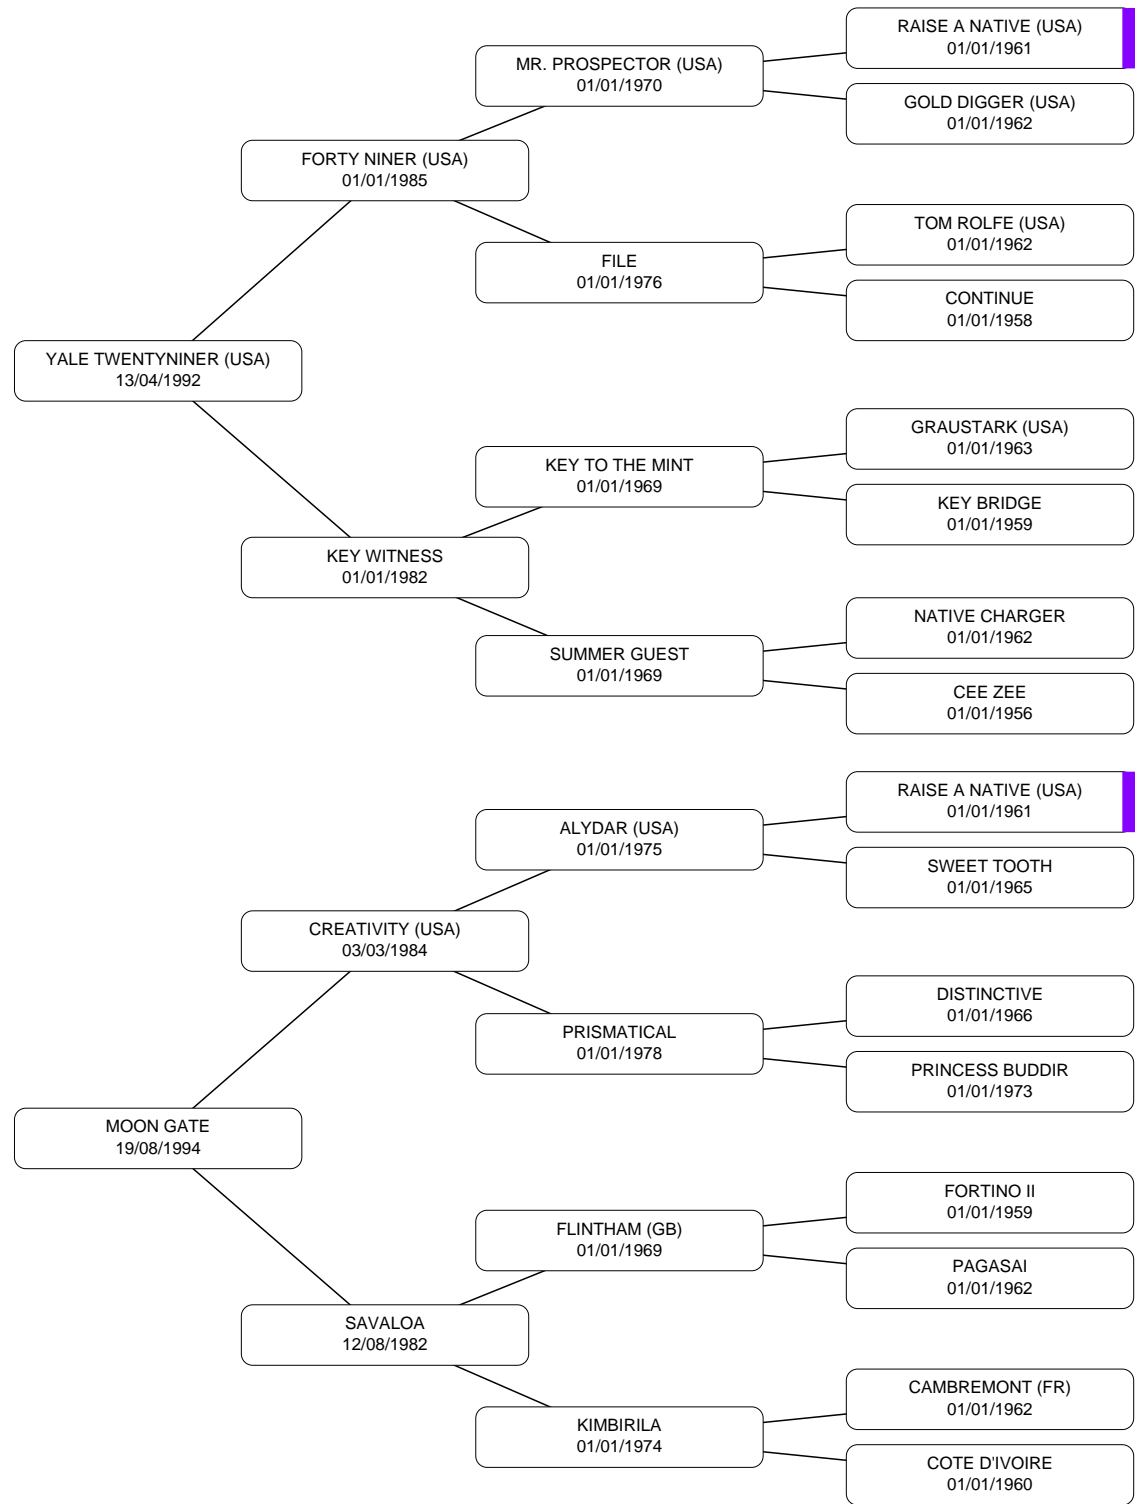 RAISE A NATIVE (USA)
01/01/1961
MR. PROSPECTOR (USA)
01/01/1970
GOLD DIGGER (USA)
01/01/1962
FORTY NINER (USA)
01/01/1985
TOM ROLFE (USA)
01/01/1962
FILE
01/01/1976
CONTINUE
01/01/1958
YALE TWENTYNINER (USA)
13/04/1992
GRAUSTARK (USA)
01/01/1963
KEY TO THE MINT
01/01/1969
KEY BRIDGE
01/01/1959
KEY WITNESS
01/01/1982
NATIVE CHARGER
01/01/1962
SUMMER GUEST
01/01/1969
CEE ZEE
01/01/1956
RAISE A NATIVE (USA)
01/01/1961
ALYDAR (USA)
01/01/1975
SWEET TOOTH
01/01/1965
CREATIVITY (USA)
03/03/1984
DISTINCTIVE
01/01/1966
PRISMATICAL
01/01/1978
PRINCESS BUDDIR
01/01/1973
MOON GATE
19/08/1994
FORTINO II
01/01/1959
FLINTHAM (GB)
01/01/1969
PAGASAI
01/01/1962
SAVALOA
12/08/1982
CAMBREMONT (FR)
01/01/1962
KIMBIRILA
01/01/1974
COTE D'IVOIRE
01/01/1960